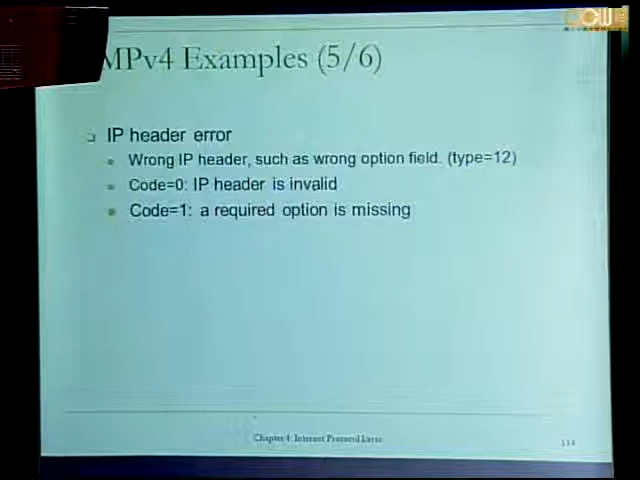 OCW
MPv4 Examples (5/6)
IP header error
Wrong IP header, such as wrong option field. (type=12)
Code=0: IP header is invalid
Code=1: a required option is missing
Chapter 4: Internet Protocol Layer
114